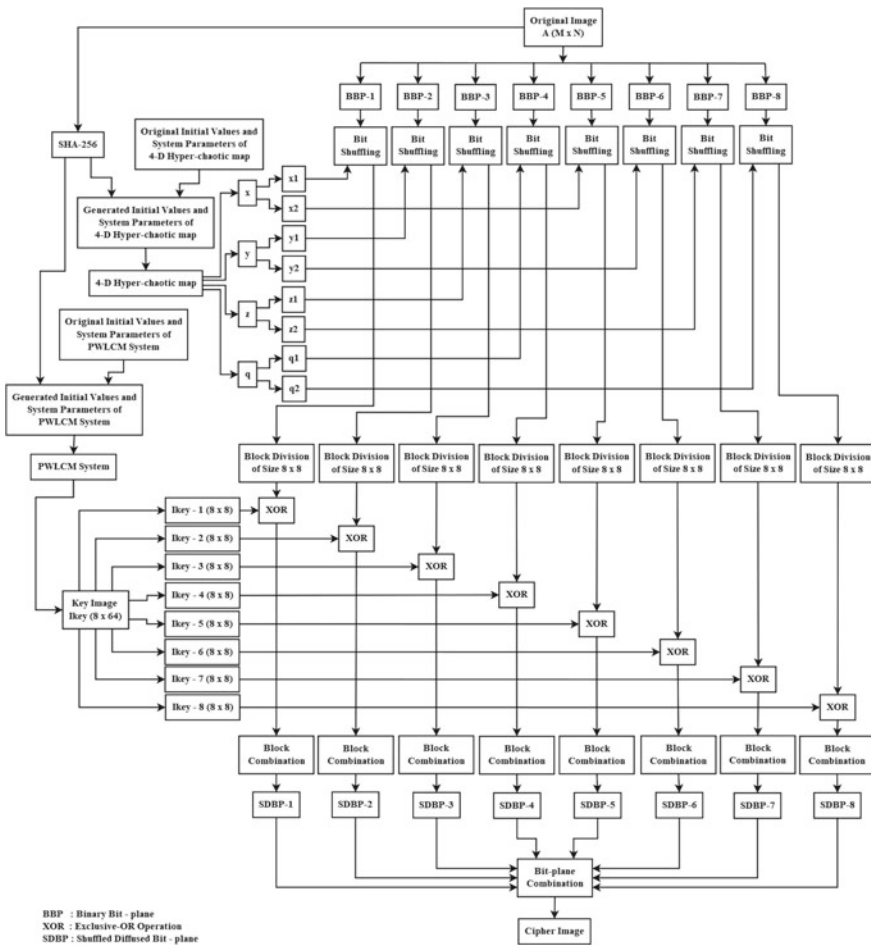 Original Image
A (M x N)
BBP-1
BBP-2
BBP-3
BBP-4
BBP-5
BBP-6
BBP-7
BBP-8
SHA-256
Original Initial Values and
System Parameters of
4-D Hyper-chaotic map
Bit
Shuffling
Bit
Shuffling
Bit
Shuffling
Bit
Shuffling
Bit
Shuffling
Bit
Shuffling
Bit
Shuffling
Bit
Shuffling
Generated Initial Values and
System Parameters of
4-D Hyper-chaotic map
x
x1
x2
4-D Hyper-chaotic map
y
y1
y2
z
z1
z2
q
q1
q2
Original Initial Values and
System Parameters of
PWLCM System
Generated Initial Values and
System Parameters of
PWLCM System
PWLCM System
Block Division
of Size 8 x 8
Block Division
of Size 8 x 8
Block Division
of Size 8 x 8
Block Division
of Size 8 x 8
Block Division
of Size 8 x 8
Block Division
of Size 8 x 8
Block Division
of Size 8 x 8
Block Division
of Size 8 x 8
Key Image
Ikey (8 x 64)
Ikey - 1 (8 x 8)
XOR
Ikey - 2 (8 x 8)
XOR
Ikey - 3 (8 x 8)
XOR
Ikey - 4 (8 x 8)
XOR
Ikey - 5 (8 x 8)
XOR
Ikey - 6 (8 x 8)
XOR
Ikey - 7 (8 x 8)
XOR
Ikey - 8 (8 x 8)
XOR
Block
Combination
Block
Combination
Block
Combination
Block
Combination
Block
Combination
Block
Combination
Block
Combination
Block
Combination
SDBP-1
SDBP-2
SDBP-3
SDBP-4
SDBP-5
SDBP-6
SDBP-7
SDBP-8
Bit-plane
Combination
Cipher Image
BBP : Binary Bit - plane
XOR : Exclusive-OR Operation
SDBP : Shuffled Diffused Bit - plane